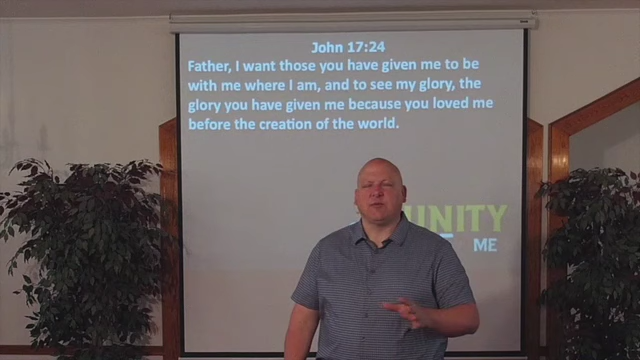 John 17:24
Father, I want those you have given me to be
with me where I am, and to see my glory, the
glory you have given me because you loved me
before the creation of the world.
UNITY
ME